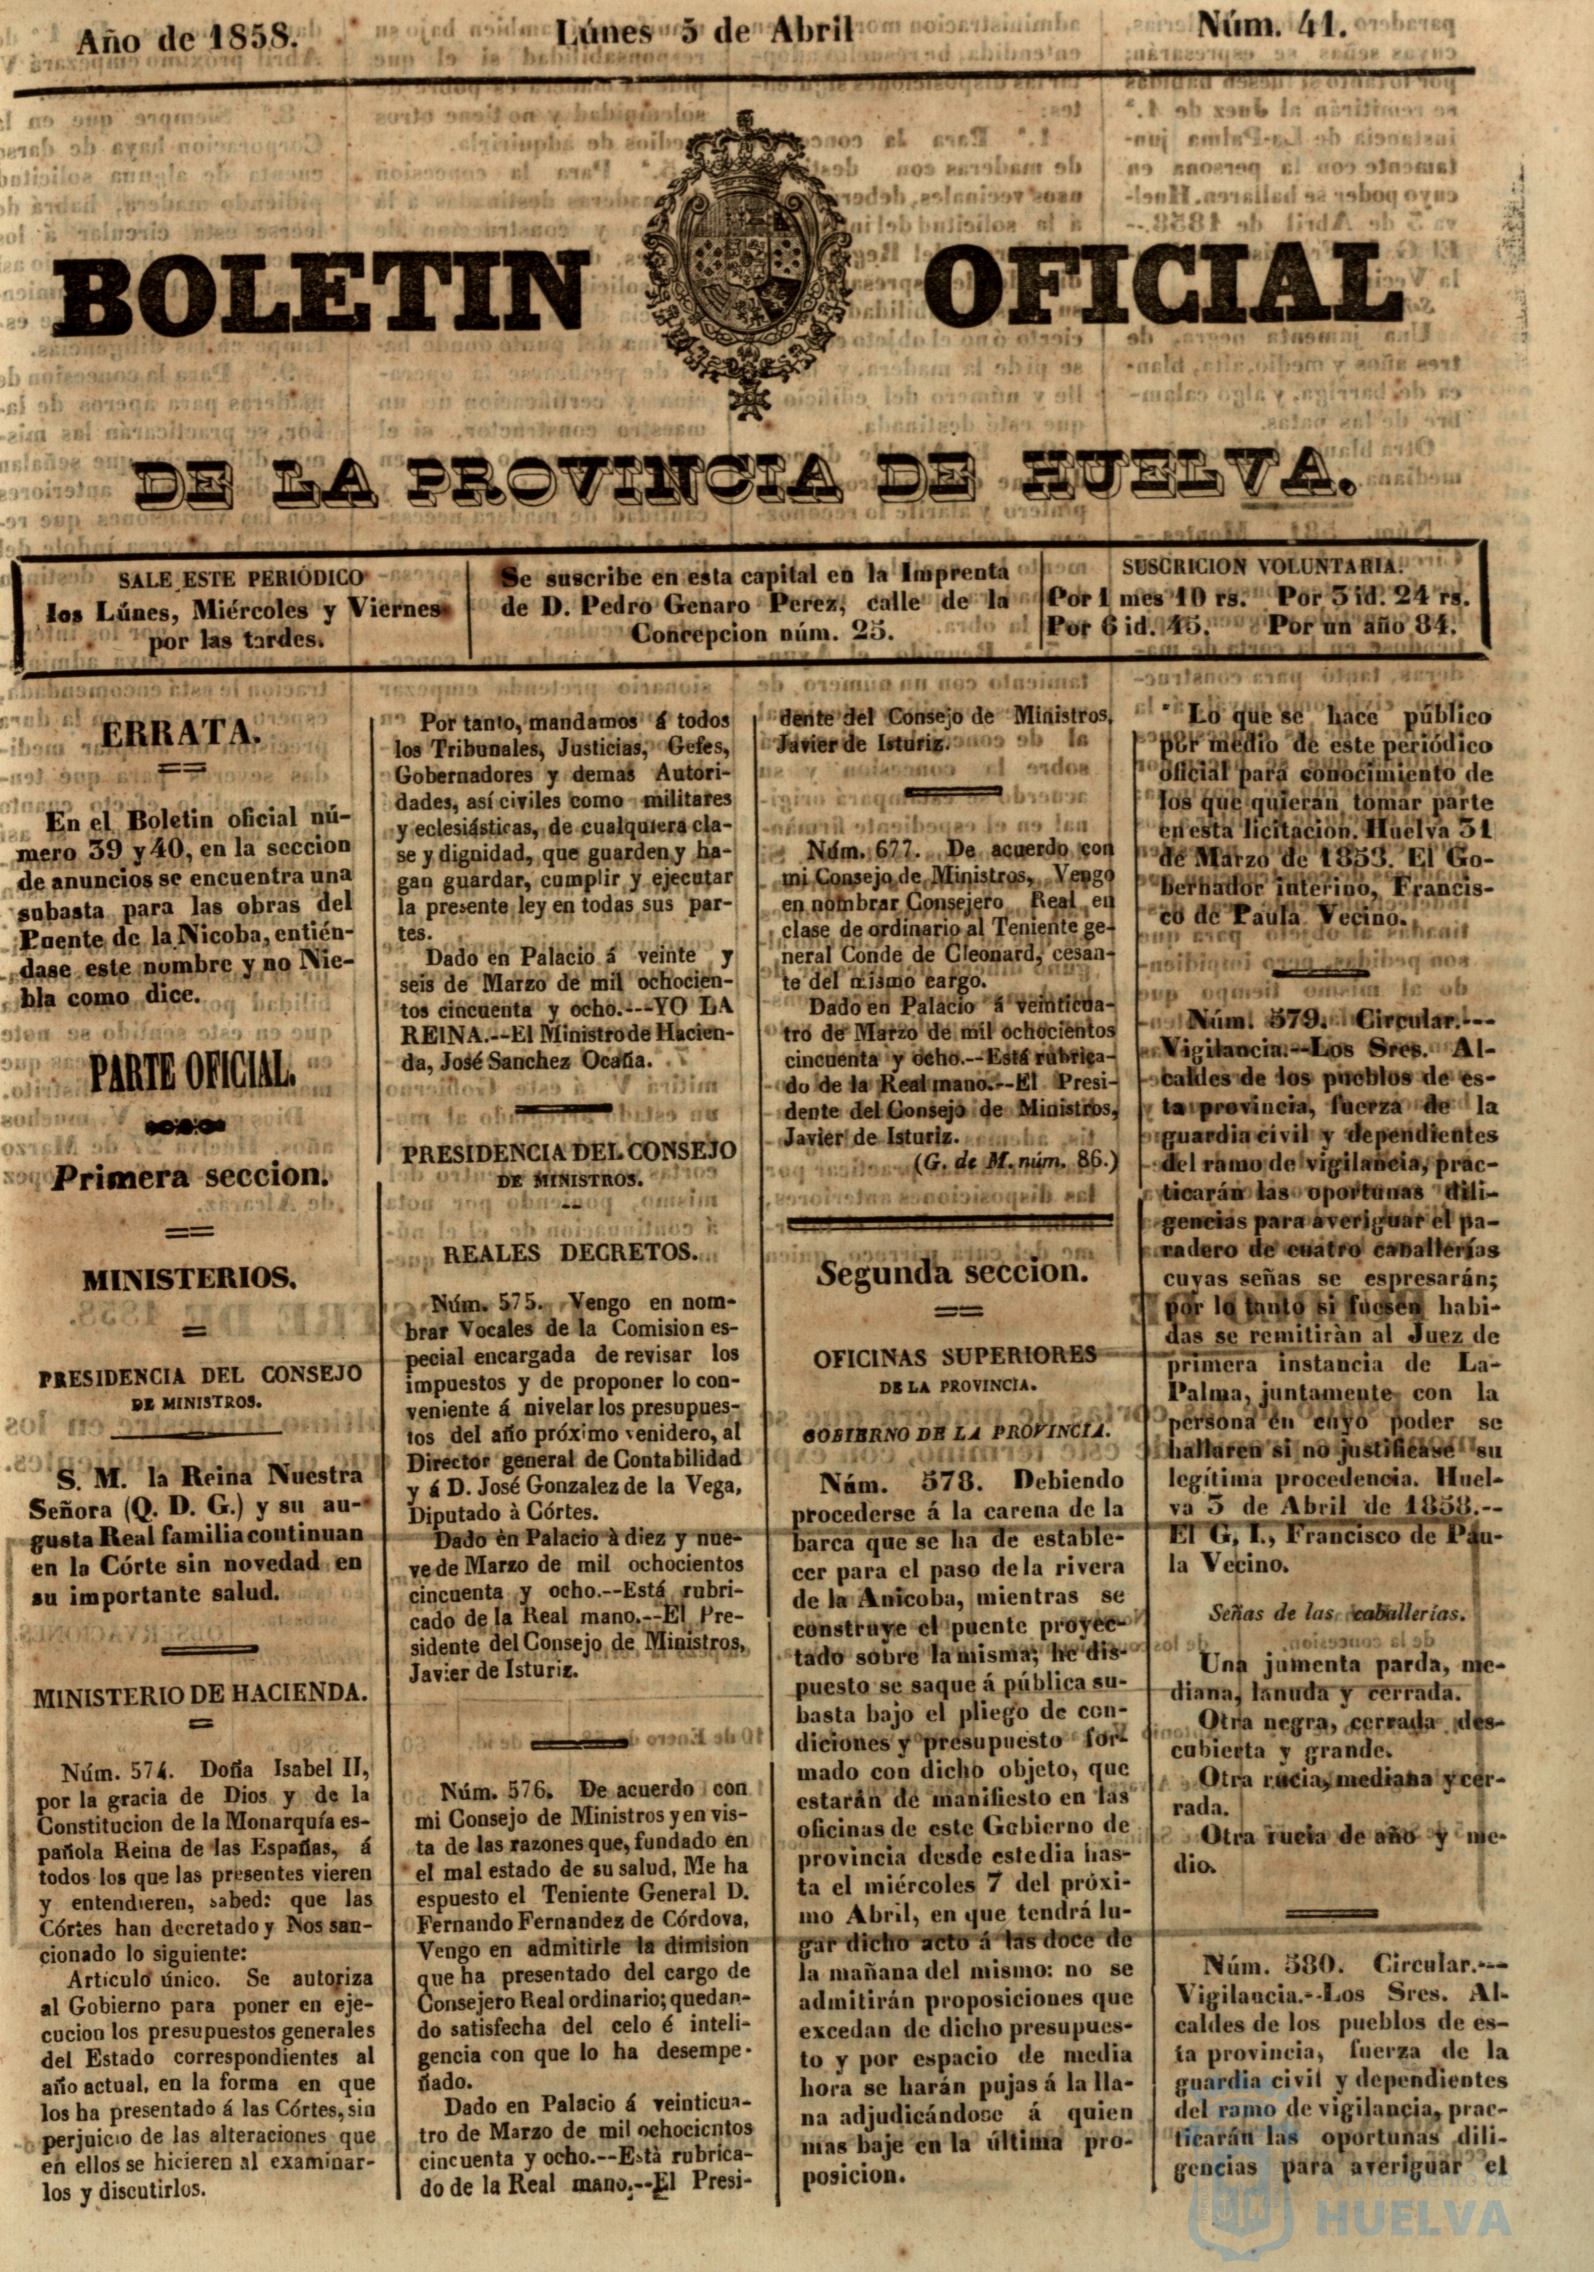 Año de 1858.
Lúnes 5 de Abril
Núm. 41.
BOLETIN OFICIAL
DE LA PROVINCIA DE HUELVA.
SALE ESTE PERIÓDICO
los Lúnes, Miércoles y Viernes
por las tardes.
Se suscribe en esta capital en la Imprenta
de D. Pedro Genaro Perez, calle de la
Concepcion núm. 25.
SUSCRICION VOLUNTARIA.
Por 1 mes 10 rs. Por 3 id. 24 rs.
Por 6 id. 45. Por un año 84.
ERRATA.
En el Boletin oficial nú-
mero 39 y 40, en la seccion
de anuncios se encuentra una
subasta para las obras del
Puente de la Nicoba, entién-
dase este nombre y no Nie-
bla como dice.
PARTE OFICIAL.
Primera seccion.
MINISTERIOS.
PRESIDENCIA DEL CONSEJO
DE MINISTROS.
S. M. la Reina Nuestra
Señora (Q. D. G.) y su au-
gusta Real familia continuan
en la Córte sin novedad en
su importante salud.
MINISTERIO DE HACIENDA.
Núm. 574. Doña Isabel II,
por la gracia de Dios y de la
Constitucion de la Monarquía es-
pañola Reina de las Españas, á
todos los que las presentes vieren
y entendieren, sabed: que las
Córtes han decretado y Nos san-
cionado lo siguiente:
Artículo único. Se autoriza
al Gobierno para poner en eje-
cucion los presupuestos generales
del Estado correspondientes al
año actual, en la forma en que
los ha presentado á las Córtes, sin
perjuicio de las alteraciones que
en ellos se hicieren al examinar-
los y discutirlos.
Por tanto, mandamos á todos
los Tribunales, Justicias, Gefes,
Gobernadores y demas Autori-
dades, así civiles como militares
y eclesiásticas, de cualquiera cla-
se y dignidad, que guarden y ha-
gan guardar, cumplir y ejecutar
la presente ley en todas sus par-
tes.
Dado en Palacio á veinte y
seis de Marzo de mil ochocien-
tos cincuenta y ocho.---YO LA
REINA.--El Ministro de Hacien-
da, José Sanchez Ocaña.
PRESIDENCIA DEL CONSEJO
DE MINISTROS.
REALES DECRETOS.
Núm. 575. Vengo en nom-
brar Vocales de la Comision es-
pecial encargada de revisar los
impuestos y de proponer lo con-
veniente á nivelar los presupues-
tos del año próximo venidero, al
Director general de Contabilidad
y á D. José Gonzalez de la Vega,
Diputado à Córtes.
Dado en Palacio à diez y nue-
ve de Marzo de mil ochocientos
cincuenta y ocho.--Está rubri-
cado de la Real mano.--El Pre-
sidente del Consejo de Ministros,
Javier de Isturiz.
Núm. 576. De acuerdo con
mi Consejo de Ministros y en vis-
ta de las razones que, fundado en
el mal estado de su salud, Me ha
espuesto el Teniente General D.
Fernando Fernandez de Córdova,
Vengo en admitirle la dimision
que ha presentado del cargo de
Consejero Real ordinario; quedan-
do satisfecha del celo é inteli-
gencia con que lo ha desempe-
ñado.
Dado en Palacio á veinticua-
tro de Marzo de mil ochocientos
cincuenta y ocho.--Está rubrica-
do de la Real mano.--El Presi-
dente del Consejo de Ministros,
Javier de Isturiz.
Núm. 677. De acuerdo con
mi Consejo de Ministros, Vengo
en nombrar Consejero Real en
clase de ordinario al Teniente ge-
neral Conde de Cleonard, cesan-
te del mismo cargo.
Dado en Palacio á veinticua-
tro de Marzo de mil ochocientos
cincuenta y ocho.--Está rubrica-
do de la Real mano.--El Presi-
dente del Consejo de Ministros,
Javier de Isturiz.
(G. de M. núm. 86.)
Segunda seccion.
OFICINAS SUPERIORES
DE LA PROVINCIA.
GOBIERNO DE LA PROVINCIA.
Núm. 578. Debiendo
procederse á la carena de la
barca que se ha de estable-
cer para el paso de la rivera
de la Anicoba, mientras se
construye el puente proyec-
tado sobre la misma; he dis-
puesto se saque á pública su-
basta bajo el pliego de con-
diciones y presupuesto for-
mado con dicho objeto, que
estarán de manifiesto en las
oficinas de este Gobierno de
provincia desde este dia has-
ta el miércoles 7 del próxi-
mo Abril, en que tendrá lu-
gar dicho acto á las doce de
la mañana del mismo: no se
admitirán proposiciones que
excedan de dicho presupues-
to y por espacio de media
hora se harán pujas á la lla-
na adjudicándose á quien
mas baje en la última pro-
posicion.
Lo que se hace público
por medio de este periódico
oficial para conocimiento de
los que quieran tomar parte
en esta licitacion. Huelva 31
de Marzo de 1853. El Go-
bernador interino, Francis-
co de Paula Vecino.
Núm. 579. Circular.---
Vigilancia.--Los Sres. Al-
caldes de los pueblos de es-
ta provincia, fuerza de la
guardia civil y dependientes
del ramo de vigilancia, prac-
ticarán las oportunas dili-
gencias para averiguar el pa-
radero de cuatro caballerías
cuyas señas se espresarán;
por lo tanto si fuesen habi-
das se remitiràn al Juez de
primera instancia de La-
Palma, juntamente con la
persona en cuyo poder se
hallaren si no justificase su
legítima procedencia. Huel-
va 3 de Abril de 1858.--
El G, I., Francisco de Pau-
la Vecino.
Señas de las caballerías.
Una jumenta parda, me-
diana, lanuda y cerrada.
Otra negra, cerrada des-
cubierta y grande.
Otra rucia, mediana y cer-
rada.
Otra rucia de año y me-
dio.
Núm. 580. Circular.---
Vigilancia.--Los Sres. Al-
caldes de los pueblos de es-
ta provincia, fuerza de la
guardia civil y dependientes
del ramo de vigilancia, prac-
ticarán las oportunas dili-
gencias para averiguar el
HUELVA